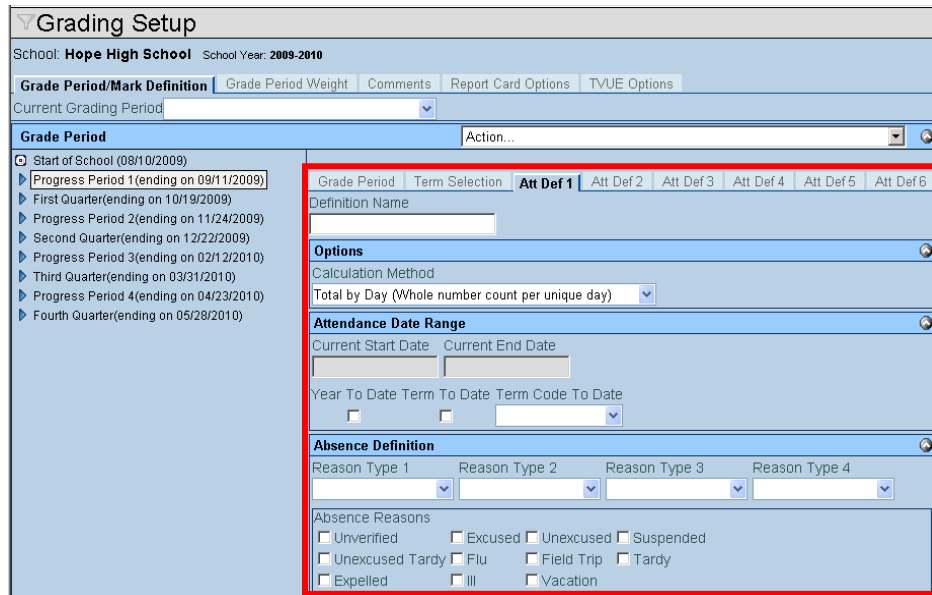 Grading Setup
School: Hope High School School Year: 2009-2010
Grade Period/Mark Definition Grade Period Weight Comments Report Card Options TVUE Options
Current Grading Period
Grade Period Action...
Start of School (08/10/2009)
Progress Period 1(ending on 09/11/2009)
First Quarter(ending on 10/19/2009)
Progress Period 2(ending on 11/24/2009)
Second Quarter(ending on 12/22/2009)
Progress Period 3(ending on 02/12/2010)
Third Quarter(ending on 03/31/2010)
Progress Period 4(ending on 04/23/2010)
Fourth Quarter(ending on 05/28/2010)
Grade Period Term Selection Att Def 1 Att Def 2 Att Def 3 Att Def 4 Att Def 5 Att Def 6
Definition Name
Options
Calculation Method
Total by Day (Whole number count per unique day)
Attendance Date Range
Current Start Date Current End Date
Year To Date Term To Date Term Code To Date
Absence Definition
Reason Type 1 Reason Type 2 Reason Type 3 Reason Type 4
Absence Reasons
Unverified Excused Unexcused Suspended
Unexcused Tardy Flu Field Trip Tardy
Expelled Ill Vacation